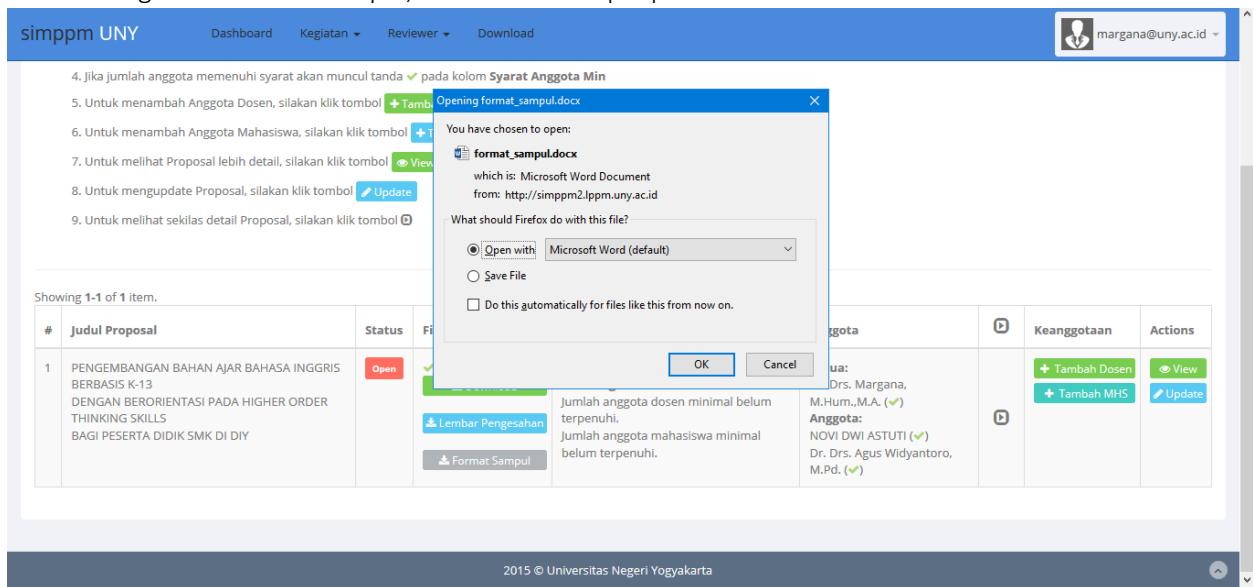 simppm UNY
Dashboard
Kegiatan
Reviewer
Download
margana@uny.ac.id
4. Jika jumlah anggota memenuhi syarat akan muncul tanda ✔ pada kolom Syarat Anggota Min
5. Untuk menambah Anggota Dosen, silakan klik tombol + Tamb
6. Untuk menambah Anggota Mahasiswa, silakan klik tombol + T
7. Untuk melihat Proposal lebih detail, silakan klik tombol View
8. Untuk mengupdate Proposal, silakan klik tombol Update
9. Untuk melihat sekilas detail Proposal, silakan klik tombol
Opening format_sampul.docx
You have chosen to open:
format_sampul.docx
which is: Microsoft Word Document
from: http://simppm2.lppm.uny.ac.id
What should Firefox do with this file?
Open with
Microsoft Word (default)
Save File
Do this automatically for files like this from now on.
OK
Cancel
Showing 1-1 of 1 item.
#
Judul Proposal
Status
Fi
ggota
Keanggotaan
Actions
1
PENGEMBANGAN BAHAN AJAR BAHASA INGGRIS
BERBASIS K-13
DENGAN BERORIENTASI PADA HIGHER ORDER
THINKING SKILLS
BAGI PESERTA DIDIK SMK DI DIY
Open
✔
Lembar Pengesahan
Format Sampul
Jumlah anggota dosen minimal belum
terpenuhi.
Jumlah anggota mahasiswa minimal
belum terpenuhi.
ua:
Drs. Margana,
M.Hum.,M.A. (✔)
Anggota:
NOVI DWI ASTUTI (✔)
Dr. Drs. Agus Widyantoro,
M.Pd. (✔)
+ Tambah Dosen
+ Tambah MHS
View
Update
2015 © Universitas Negeri Yogyakarta